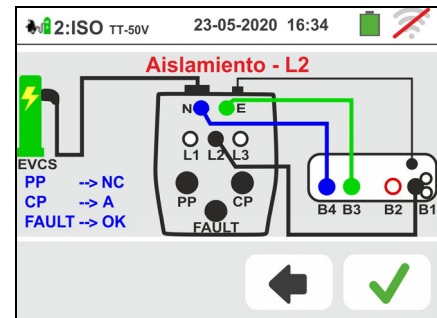 2:ISO TT-50V 23-05-2020 16:34
Aislamiento - L2
N E
L1 L2 L3
EVCS
PP --> NC
CP --> A
FAULT --> OK
PP CP
FAULT
B4 B3 B2 B1